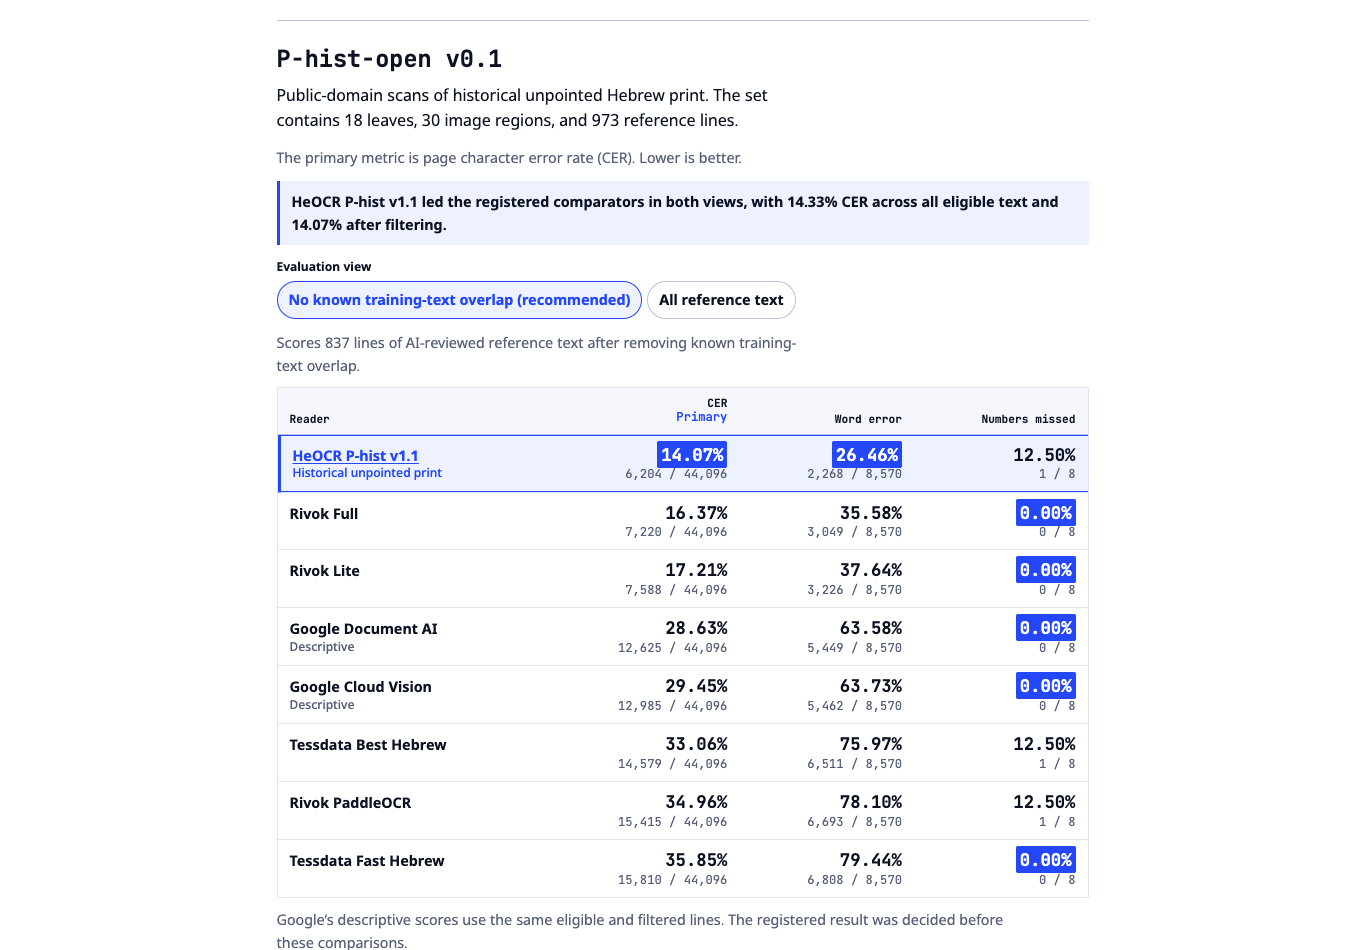 P-hist-open v0.1
Public-domain scans of historical unpointed Hebrew print. The set
contains 18 leaves, 30 image regions, and 973 reference lines.
The primary metric is page character error rate (CER). Lower is better.
HeOCR P-hist v1.1 led the registered comparators in both views, with 14.33% CER across all eligible text and
14.07% after filtering.
Evaluation view
No known training-text overlap (recommended) All reference text
Scores 837 lines of AI-reviewed reference text after removing known training-
text overlap.
CER
Reader Primary Word error Numbers missed
HeOCR P-hist v1.1 14.07% 26.46% 12.50%
Historical unpointed print 6,204 / 44,096 2,268 / 8,570 1 / 8
Rivok Full 16.37% 35.58% 0.00%
7,220 / 44,096 3,049 / 8,570 0 / 8
Rivok Lite 17.21% 37.64% 0.00%
7,588 / 44,096 3,226 / 8,570 0 / 8
Google Document AI 28.63% 63.58% 0.00%
Descriptive 12,625 / 44,096 5,449 / 8,570 0 / 8
Google Cloud Vision 29.45% 63.73% 0.00%
Descriptive 12,985 / 44,096 5,462 / 8,570 0 / 8
Tessdata Best Hebrew 33.06% 75.97% 12.50%
14,579 / 44,096 6,511 / 8,570 1 / 8
Rivok PaddleOCR 34.96% 78.10% 12.50%
15,415 / 44,096 6,693 / 8,570 1 / 8
Tessdata Fast Hebrew 35.85% 79.44% 0.00%
15,810 / 44,096 6,808 / 8,570 0 / 8
Google's descriptive scores use the same eligible and filtered lines. The registered result was decided before
these comparisons.